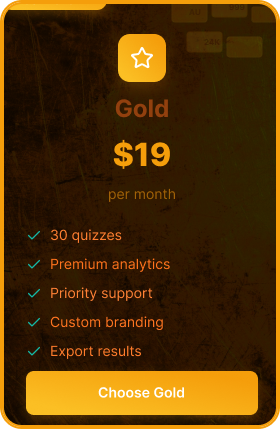 Gold
$19
per month
30 quizzes
Premium analytics
Priority support
Custom branding
Export results
Choose Gold